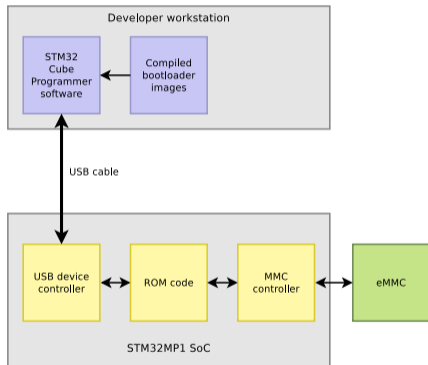 Developer workstation
STM32
Cube
Programmer
software
Compiled
bootloader
images
USB cable
USB device
controller
ROM code
MMC
controller
eMMC
STM32MP1 SoC